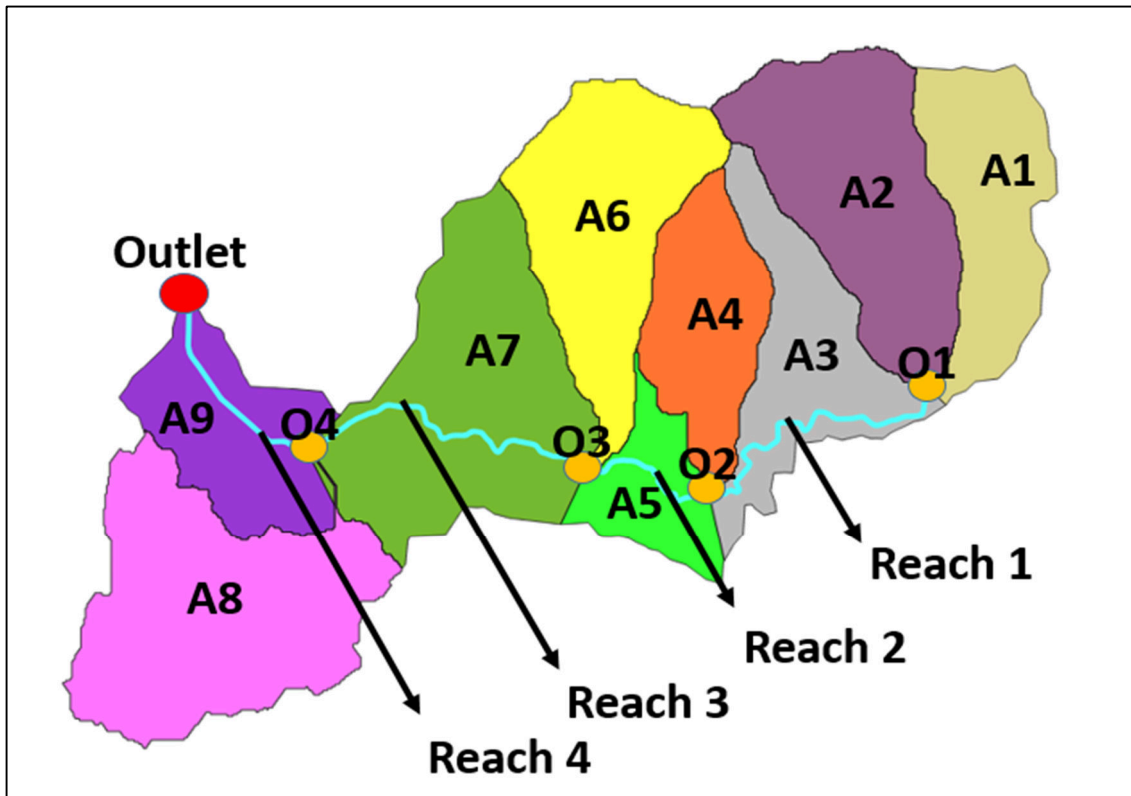 A1
A2
A6
Outlet
A4
A7
A3
O1
A9
O4
O3
O2
A5
Reach 1
A8
Reach 2
Reach 3
Reach 4